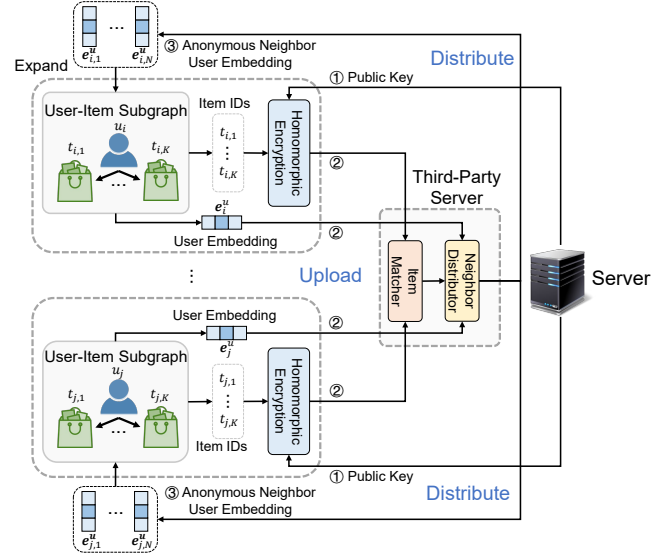 e^u_{i,1} ... e^u_{i,N}
③ Anonymous Neighbor
User Embedding
Distribute
Expand
① Public Key
User-Item Subgraph
u_i
t_{i,1} ... t_{i,K}
Item IDs
t_{i,1}
⋮
t_{i,K}
Homomorphic
Encryption
②
Third-Party
Server
e^u_i
User Embedding
②
Item
Matcher
Neighbor
Distributor
Server
⋮
Upload
User Embedding
e^u_j
②
User-Item Subgraph
u_j
t_{j,1} ... t_{j,K}
t_{j,1}
⋮
t_{j,K}
Item IDs
Homomorphic
Encryption
②
① Public Key
③ Anonymous Neighbor
User Embedding
Distribute
e^u_{j,1} ... e^u_{j,N}